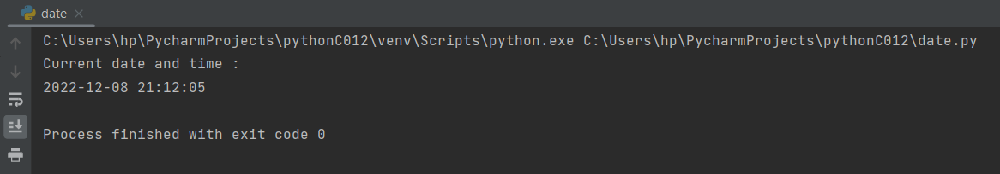 date
C:\Users\hp\PycharmProjects\pythonC012\venv\Scripts\python.exe C:\Users\hp\PycharmProjects\pythonC012\date.py
Current date and time :
2022-12-08 21:12:05
Process finished with exit code 0